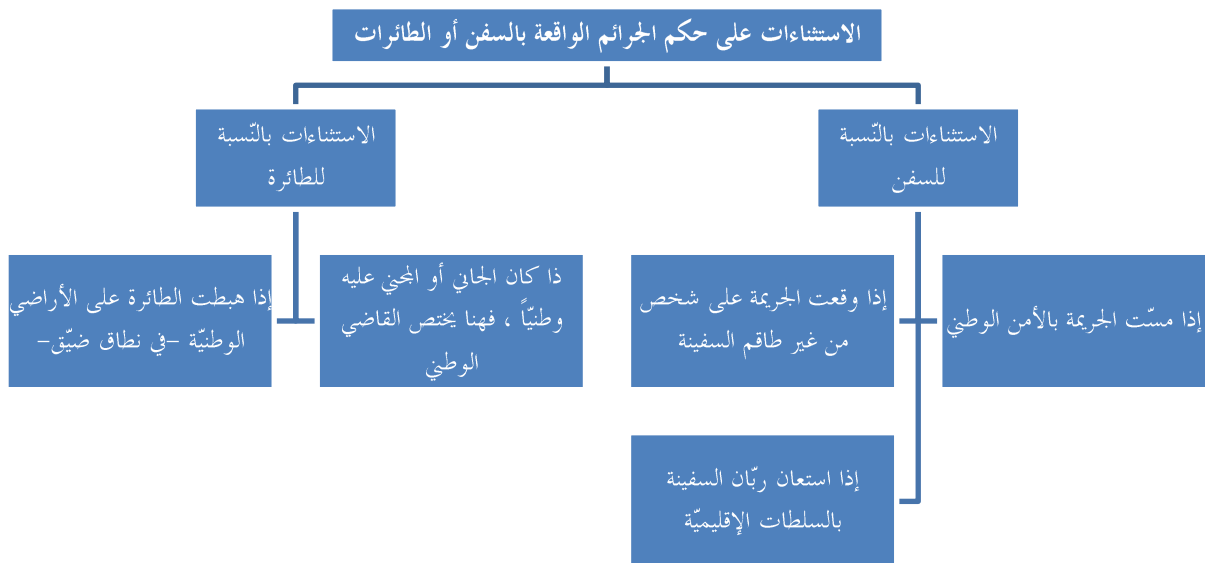 الاستثناءات على حكم الجرائم الواقعة بالسفن أو الطائرات
الاستثناءات بالنّسبة
للسفن
الاستثناءات بالنّسبة
للطائرة
إذا مسّت الجريمة بالأمن الوطني
إذا وقعت الجريمة على شخص
من غير طاقم السفينة
إذا استعان ربّان السفينة
بالسلطات الإقليميّة
ذا كان الجاني أو المجني عليه
وطنيّاً ، فهنا يختص القاضي
الوطني
إذا هبطت الطائرة على الأراضي
الوطنيّة –في نطاق ضيّق–